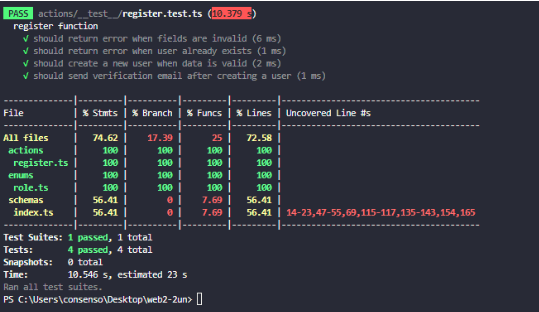 PASS actions/__test__/register.test.ts (10.379 s)
register function
√ should return error when fields are invalid (6 ms)
√ should return error when user already exists (1 ms)
√ should create a new user when data is valid (2 ms)
√ should send verification email after creating a user (1 ms)
--------------|---------|----------|---------|---------|-----------------------------------
File | % Stmts | % Branch | % Funcs | % Lines | Uncovered Line #s
--------------|---------|----------|---------|---------|-----------------------------------
All files | 74.62 | 17.39 | 25 | 72.58 |
actions | 100 | 100 | 100 | 100 |
register.ts | 100 | 100 | 100 | 100 |
enums | 100 | 100 | 100 | 100 |
role.ts | 100 | 100 | 100 | 100 |
schemas | 56.41 | 0 | 7.69 | 56.41 |
index.ts | 56.41 | 0 | 7.69 | 56.41 | 14-23,47-55,69,115-117,135-143,154,165
--------------|---------|----------|---------|---------|-----------------------------------
Test Suites: 1 passed, 1 total
Tests: 4 passed, 4 total
Snapshots: 0 total
Time: 10.546 s, estimated 23 s
Ran all test suites.
PS C:\Users\consenso\Desktop\web2-2un>